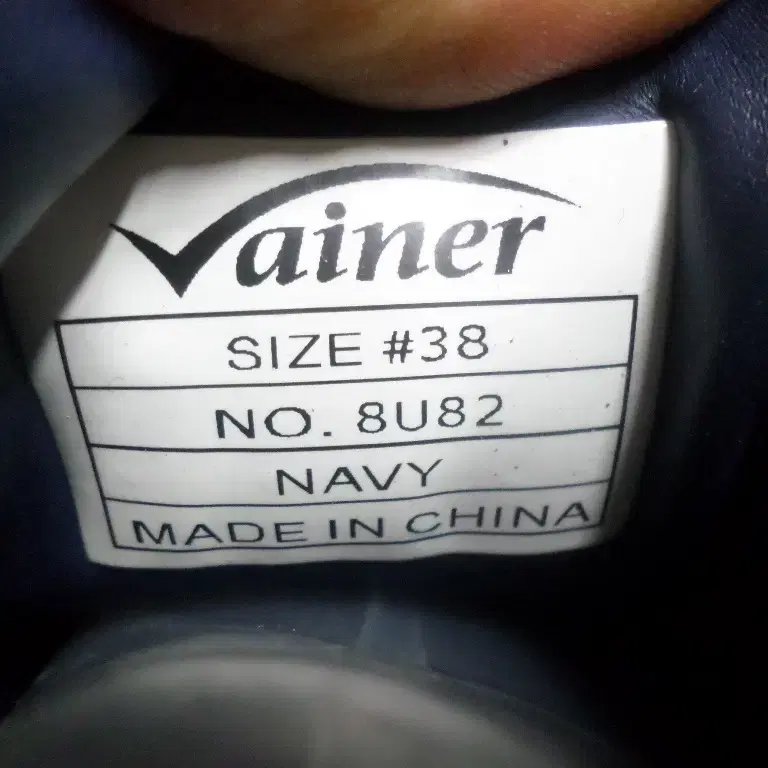 Vainer
SIZE #38
NO. 8U82
NAVY
MADE IN CHINA